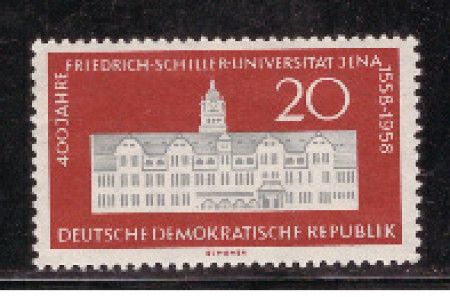 400 JAHRE
FRIEDRICH-SCHILLER-UNIVERSITÄT JENA
1558-1958
20
DEUTSCHE DEMOKRATISCHE REPUBLIK